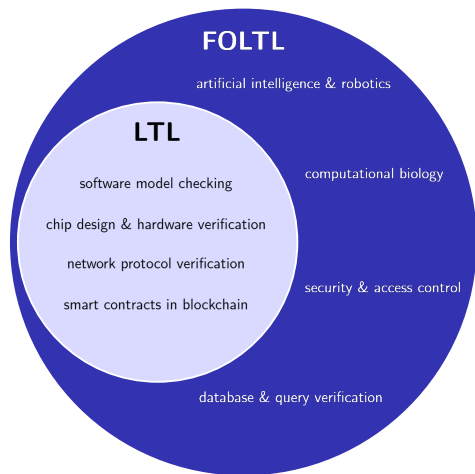 FOLTL
artificial intelligence & robotics
LTL
computational biology
software model checking
chip design & hardware verification
network protocol verification
security & access control
smart contracts in blockchain
database & query verification